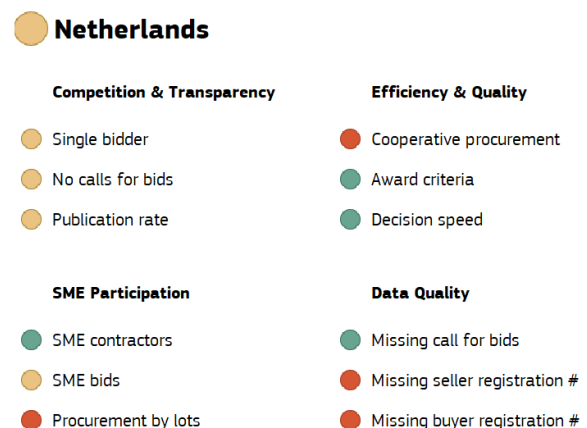 Netherlands
Competition & Transparency
Single bidder
No calls for bids
Publication rate
Efficiency & Quality
Cooperative procurement
Award criteria
Decision speed
SME Participation
SME contractors
SME bids
Procurement by lots
Data Quality
Missing call for bids
Missing seller registration #
Missing buyer registration #